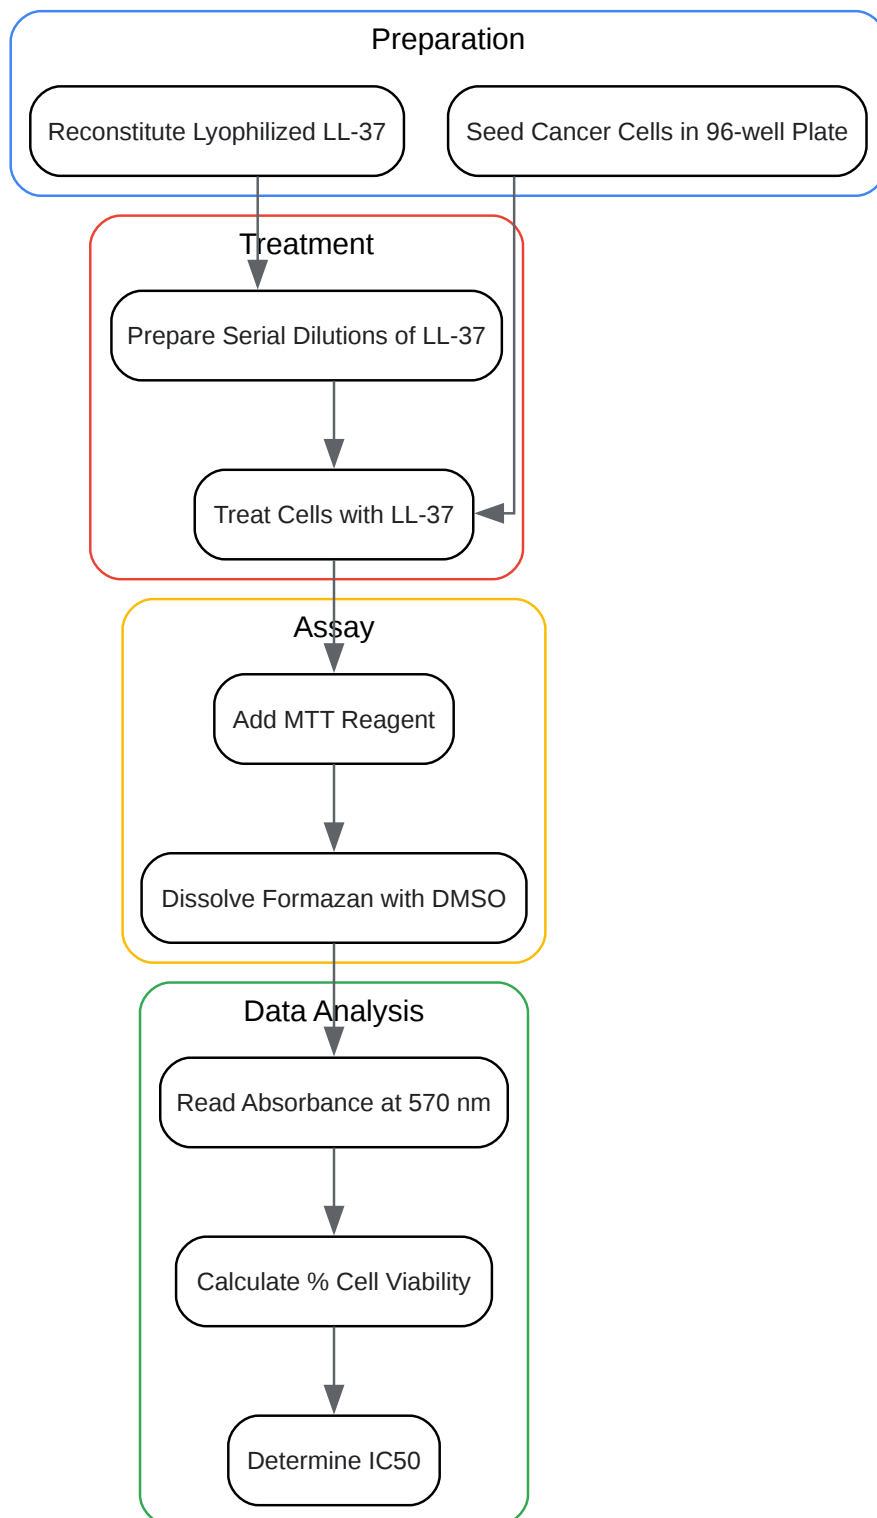 Preparation
Reconstitute Lyophilized LL-37
Seed Cancer Cells in 96-well Plate
Treatment
Prepare Serial Dilutions of LL-37
Treat Cells with LL-37
Assay
Add MTT Reagent
Dissolve Formazan with DMSO
Data Analysis
Read Absorbance at 570 nm
Calculate % Cell Viability
Determine IC50